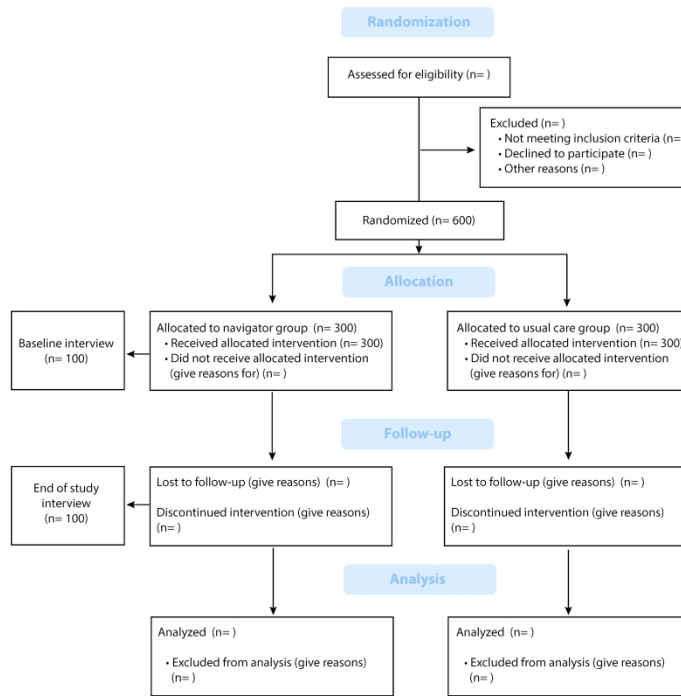 Randomization
Assessed for eligibility (n= )
Excluded (n= )
• Not meeting inclusion criteria (n=
• Declined to participate (n= )
• Other reasons (n= )
Randomized (n= 600)
Allocation
Baseline interview
(n= 100)
Allocated to navigator group (n= 300)
• Received allocated intervention (n= 300)
• Did not receive allocated intervention
(give reasons for) (n= )
Allocated to usual care group (n= 300)
• Received allocated intervention (n= 300)
• Did not receive allocated intervention
(give reasons for) (n= )
Follow-up
End of study
interview
(n= 100)
Lost to follow-up (give reasons) (n= )
Discontinued intervention (give reasons)
(n= )
Lost to follow-up (give reasons) (n= )
Discontinued intervention (give reasons)
(n= )
Analysis
Analyzed (n= )
• Excluded from analysis (give reasons)
(n= )
Analyzed (n= )
• Excluded from analysis (give reasons)
(n= )